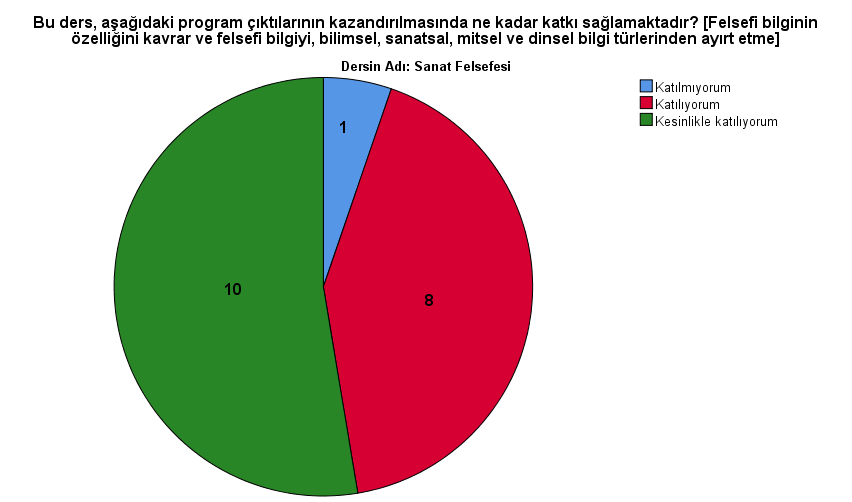 Bu ders, aşağıdaki program çıktılarının kazandırılmasında ne kadar katkı sağlamaktadır? [Felsefi bilginin
özelliğini kavrar ve felsefi bilgiyi, bilimsel, sanatsal, mitsel ve dinsel bilgi türlerinden ayırt etme]
Dersin Adı: Sanat Felsefesi
Katılmıyorum
Katılıyorum
Kesinlikle katılıyorum
1
10
8